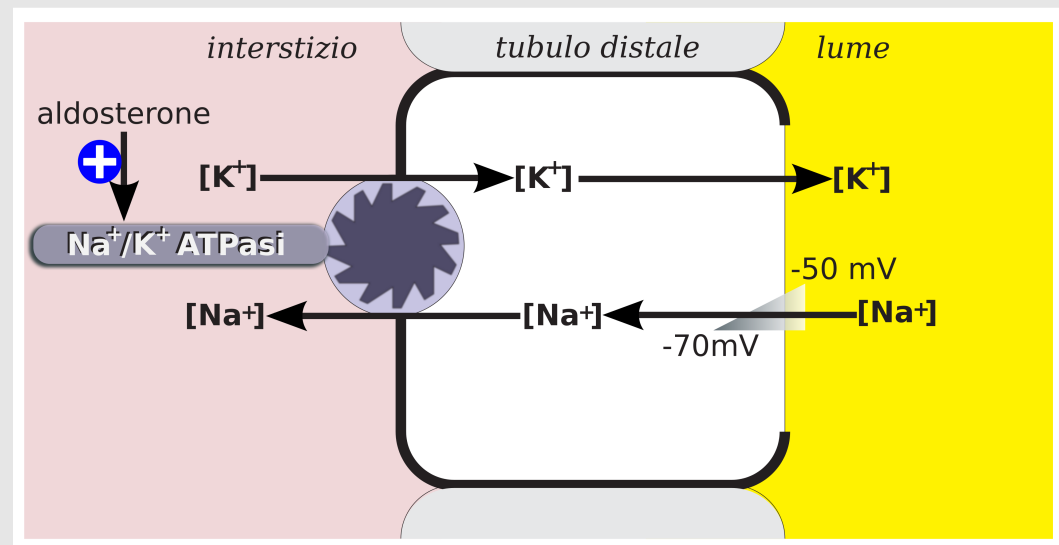 interstizio
tubulo distale
lume
aldosterone
[K+]
[K+]
[K+]
Na+/K+ ATPasi
-50 mV
[Na+]
[Na+]
[Na+]
-70mV